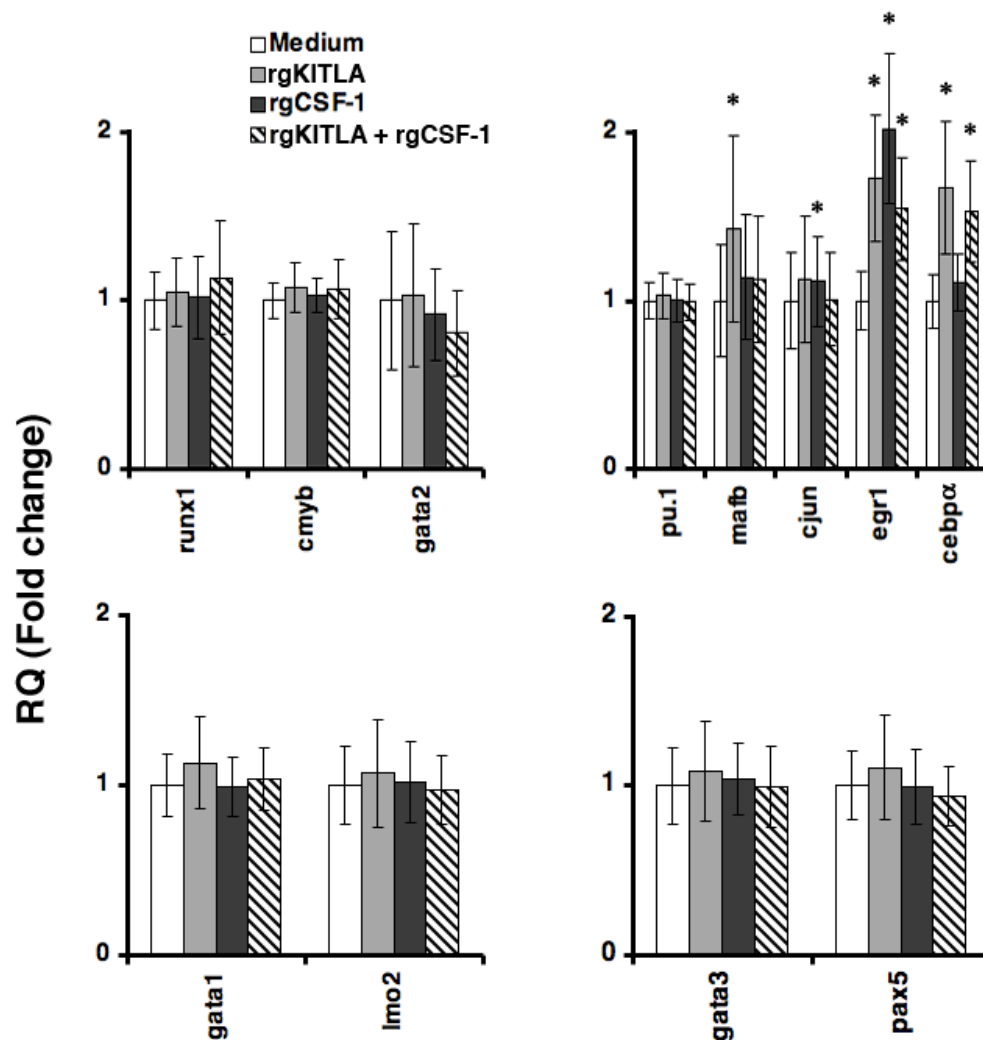 Medium
rgKITLA
rgCSF-1
rgKITLA + rgCSF-1
RQ (Fold change)
2
1
0
runx1
cmyb
gata2
2
1
0
* * * * * * *
pu.1
mafb
cjun
egr1
cebpα
2
1
0
gata1
lmo2
2
1
0
gata3
pax5